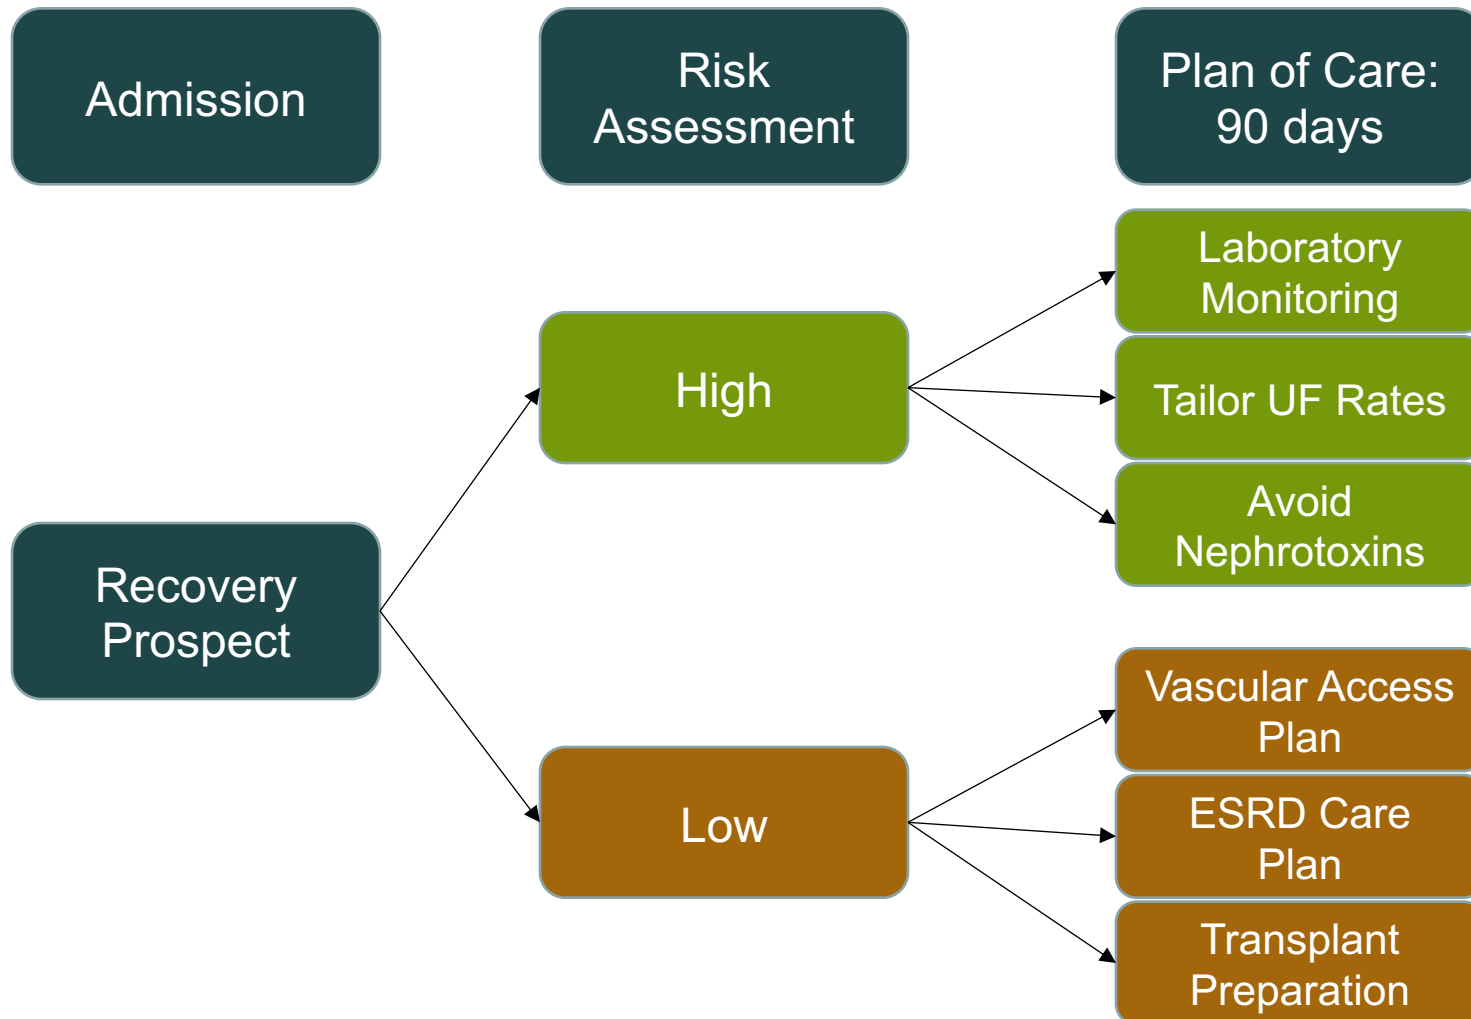 Admission
Risk
Assessment
Plan of Care:
90 days
Recovery
Prospect
High
Laboratory
Monitoring
Tailor UF Rates
Avoid
Nephrotoxins
Low
Vascular Access
Plan
ESRD Care
Plan
Transplant
Preparation